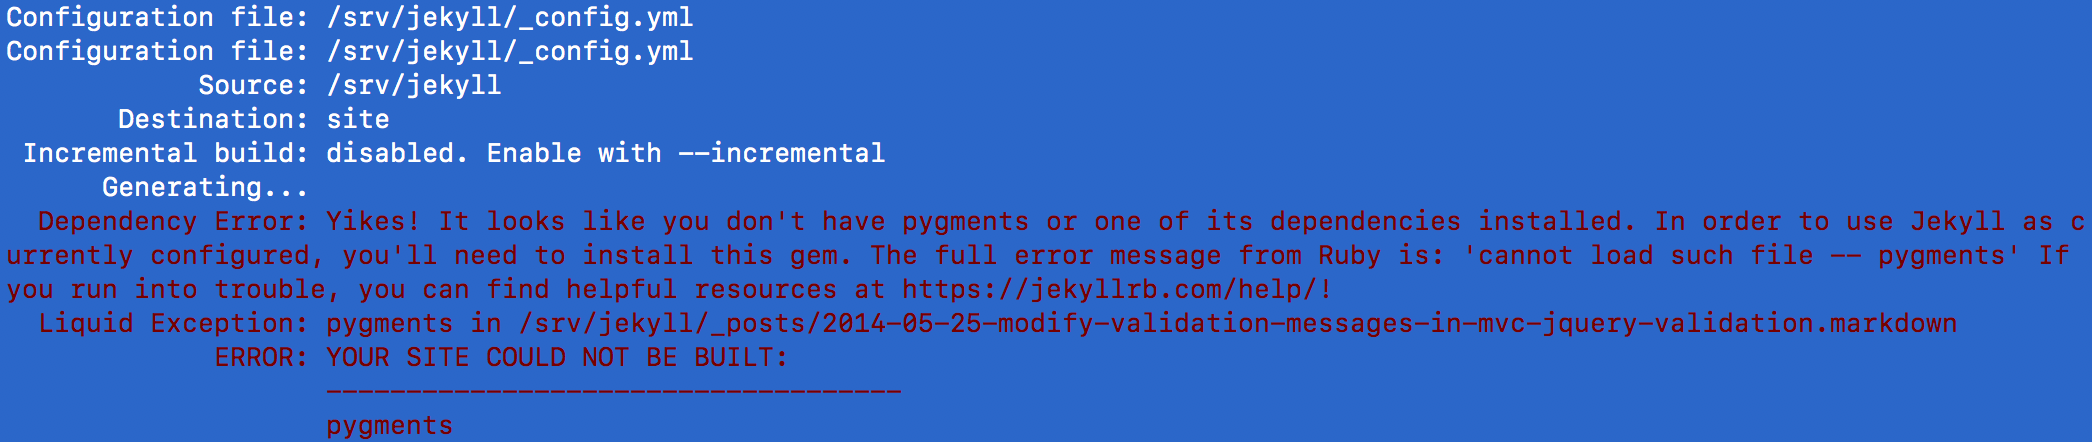 Configuration file: /srv/jekyll/_config.yml
Configuration file: /srv/jekyll/_config.yml
Source: /srv/jekyll
Destination: site
Incremental build: disabled. Enable with --incremental
Generating...
Dependency Error: Yikes! It looks like you don't have pygments or one of its dependencies installed. In order to use Jekyll as c
urrently configured, you'll need to install this gem. The full error message from Ruby is: 'cannot load such file -- pygments' If
you run into trouble, you can find helpful resources at https://jekyllrb.com/help/!
Liquid Exception: pygments in /srv/jekyll/_posts/2014-05-25-modify-validation-messages-in-mvc-jquery-validation.markdown
ERROR: YOUR SITE COULD NOT BE BUILT:
------------------------------------
pygments